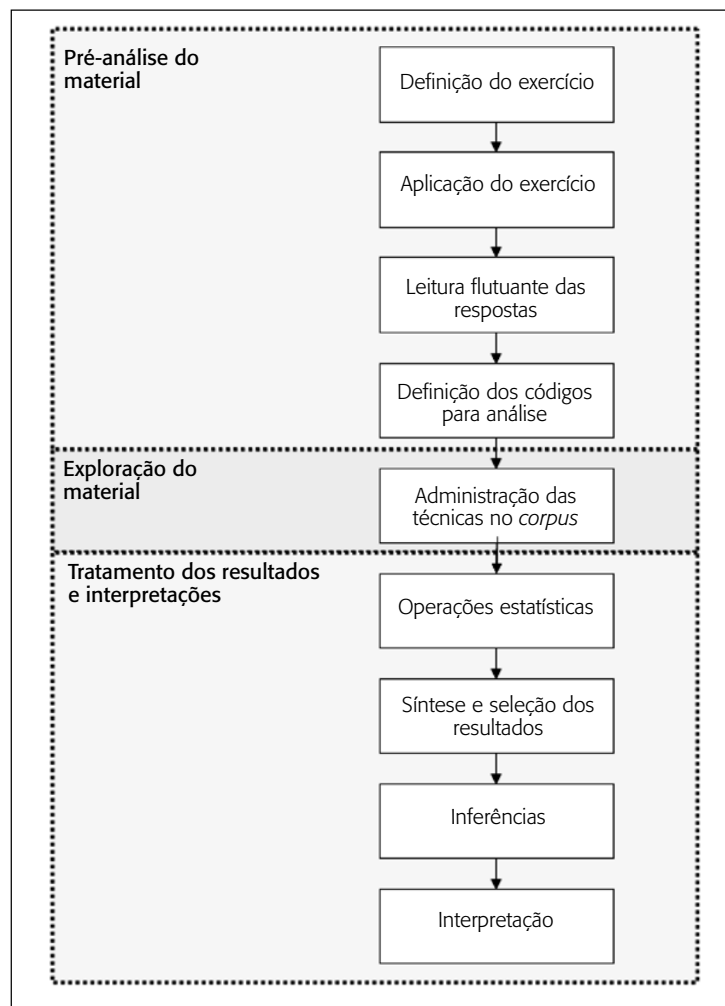 Pré-análise do
material
Definição do exercício
Aplicação do exercício
Leitura flutuante das
respostas
Definição dos códigos
para análise
Exploração do
material
Administração das
técnicas no corpus
Tratamento dos resultados
e interpretações
Operações estatísticas
Síntese e seleção dos
resultados
Inferências
Interpretação